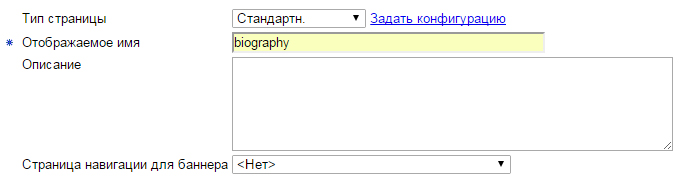 Тип страницы Стандартн. Задать конфигурацию
* Отображаемое имя biography
Описание
Страница навигации для баннера <Нет>